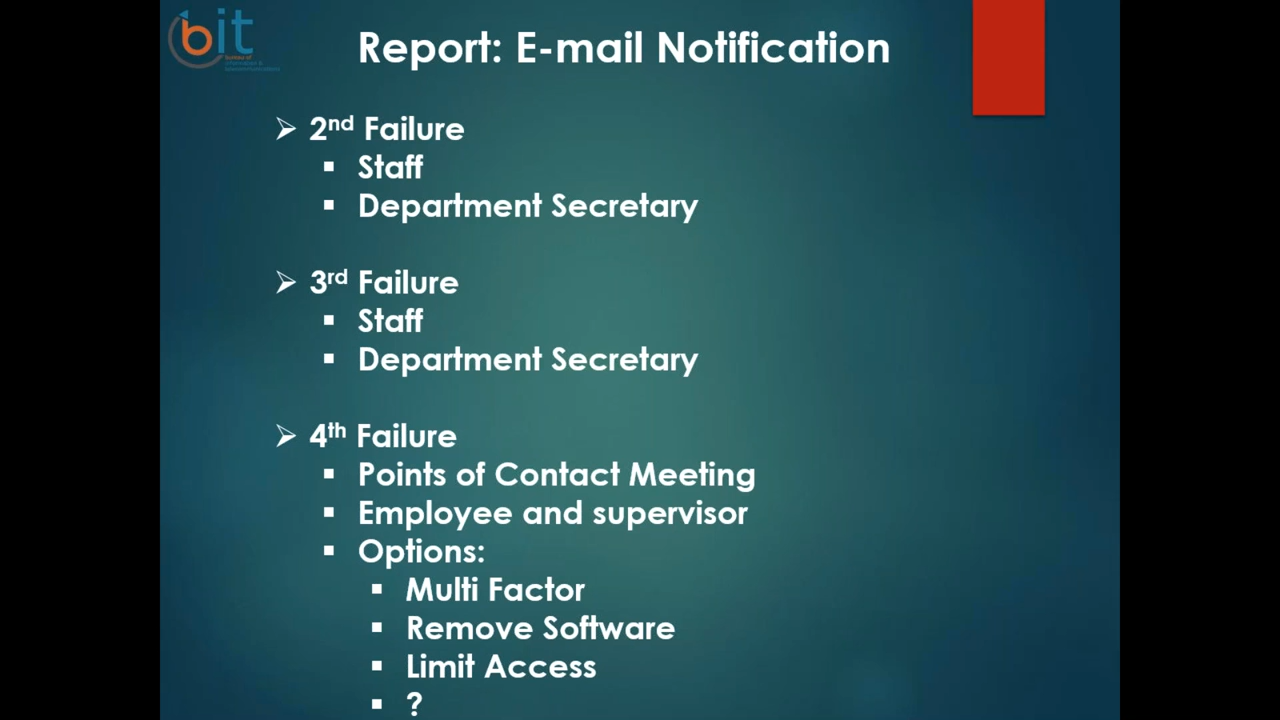 bit
Report: E-mail Notification
2nd Failure
Staff
Department Secretary
3rd Failure
Staff
Department Secretary
4th Failure
Points of Contact Meeting
Employee and supervisor
Options:
Multi Factor
Remove Software
Limit Access
?